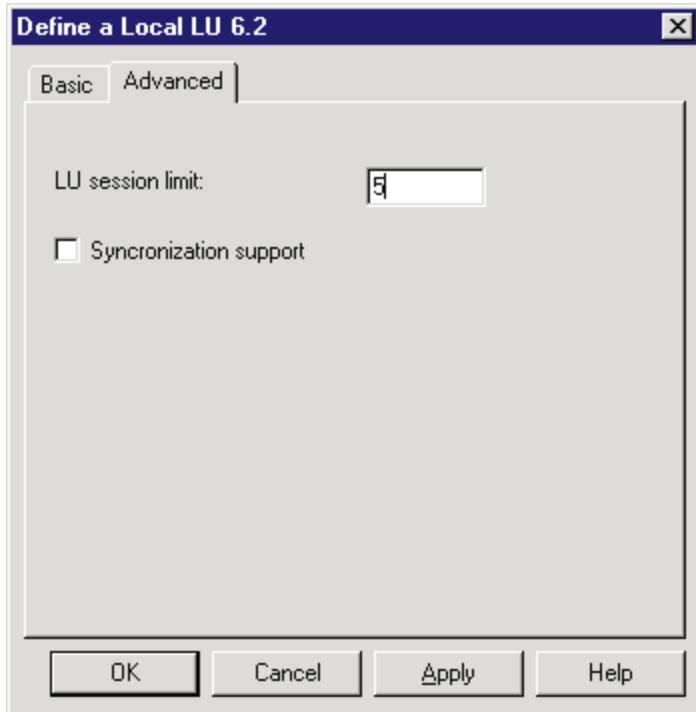 Define a Local LU 6.2
Basic Advanced
LU session limit: 5
Syncronization support
OK Cancel Apply Help